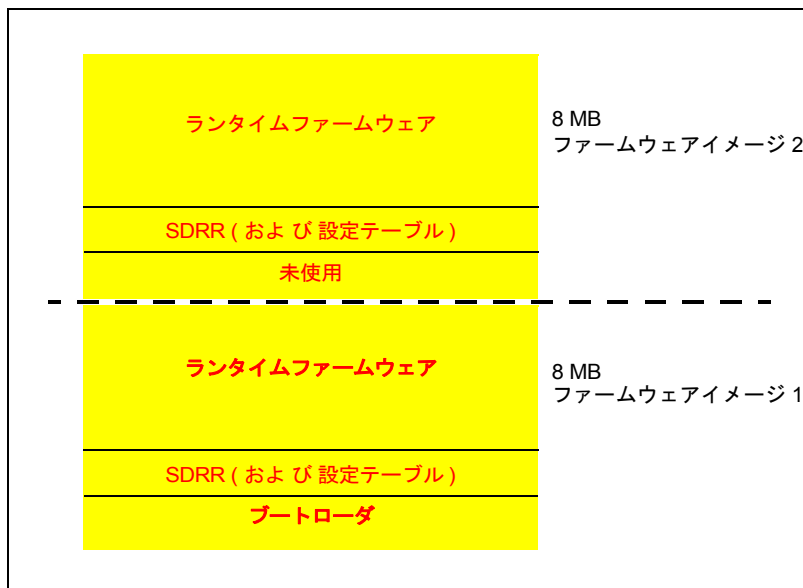 ランタイムファームウェア
8 MB
ファームウェアイメージ 2
SDRR ( および 設定テーブル )
未使用
ランタイムファームウェア
8 MB
ファームウェアイメージ 1
SDRR ( および 設定テーブル )
ブートローダ